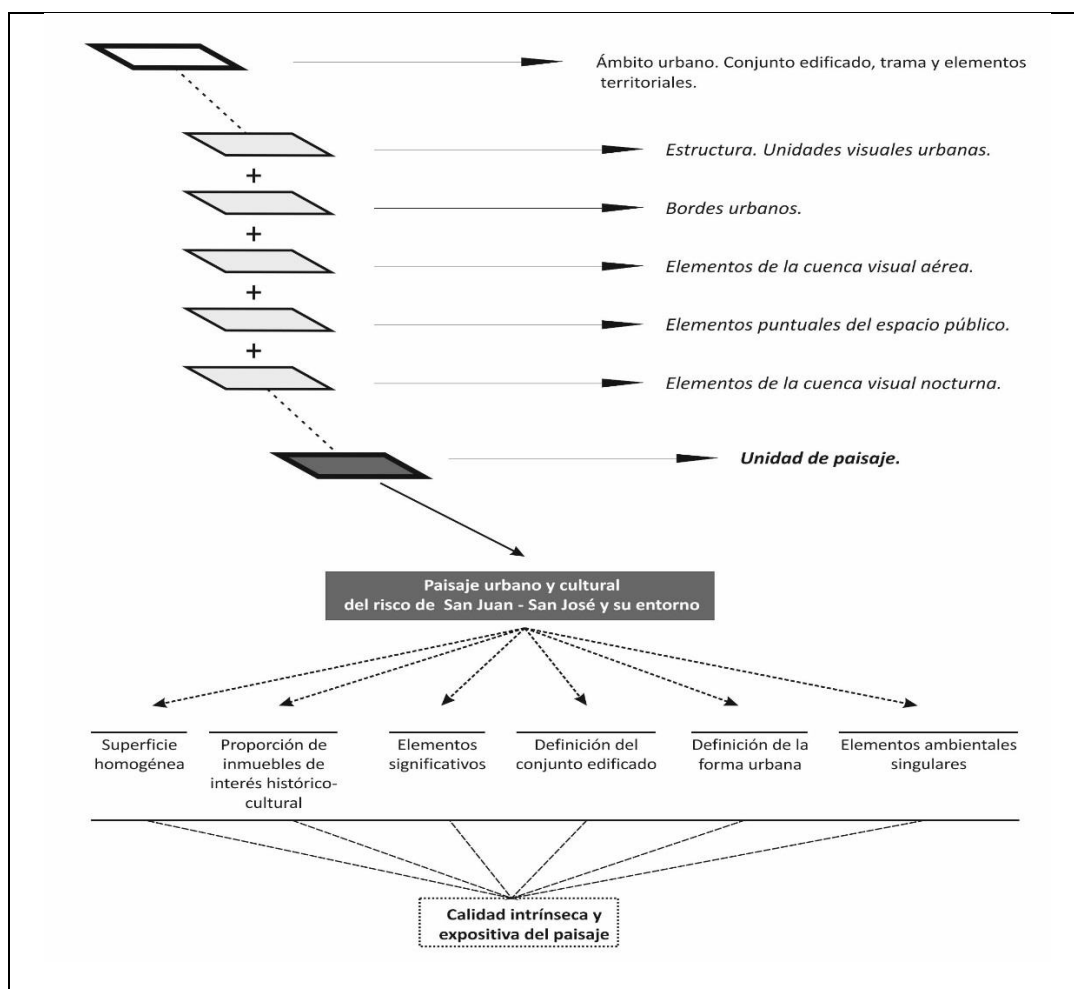 Ámbito urbano. Conjunto edificado, trama y elementos
territoriales.
Estructura. Unidades visuales urbanas.
+
Bordes urbanos.
+
Elementos de la cuenca visual aérea.
+
Elementos puntuales del espacio público.
+
Elementos de la cuenca visual nocturna.
Unidad de paisaje.
Paisaje urbano y cultural
del risco de San Juan - San José y su entorno
Superficie
homogénea
Proporción de
inmuebles de
interés histórico-
cultural
Elementos
significativos
Definición del
conjunto edificado
Definición de la
forma urbana
Elementos ambientales
singulares
Calidad intrínseca y
expositiva del paisaje